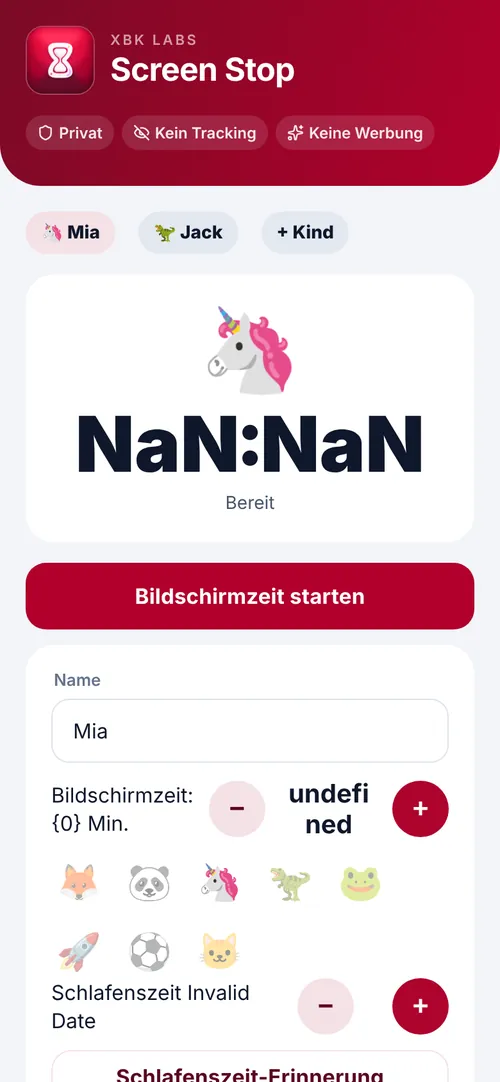 XBK LABS
Screen Stop
Privat
Kein Tracking
Keine Werbung
Mia
Jack
+ Kind
NaN:NaN
Bereit
Bildschirmzeit starten
Name
Mia
Bildschirmzeit:
{0} Min.
−
undefi
ned
+
Schlafenszeit Invalid
Date
−
+
Schlafenszeit-Erinnerung